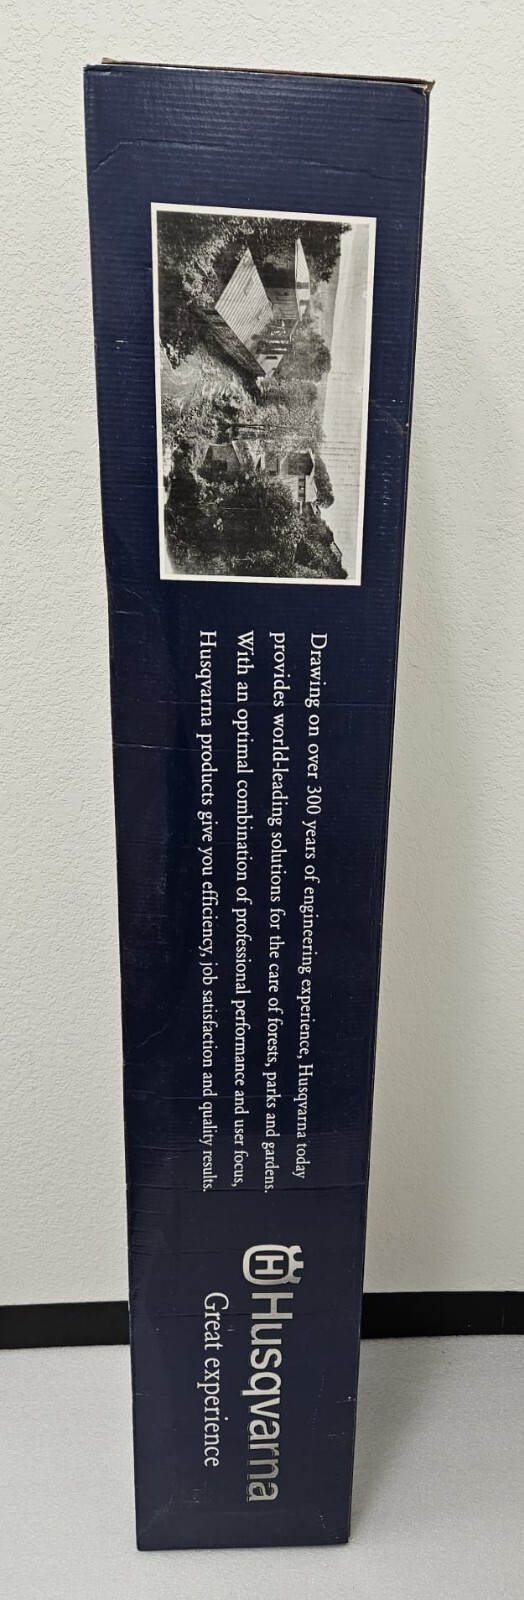 Drawing on over 300 years of engineering experience, Husqvarna today
provides world-leading solutions for the care of forests, parks and gardens.
With an optimal combination of professional performance and user focus,
Husqvarna products give you efficiency, job satisfaction and quality results.
H Husqvarna
Great experience